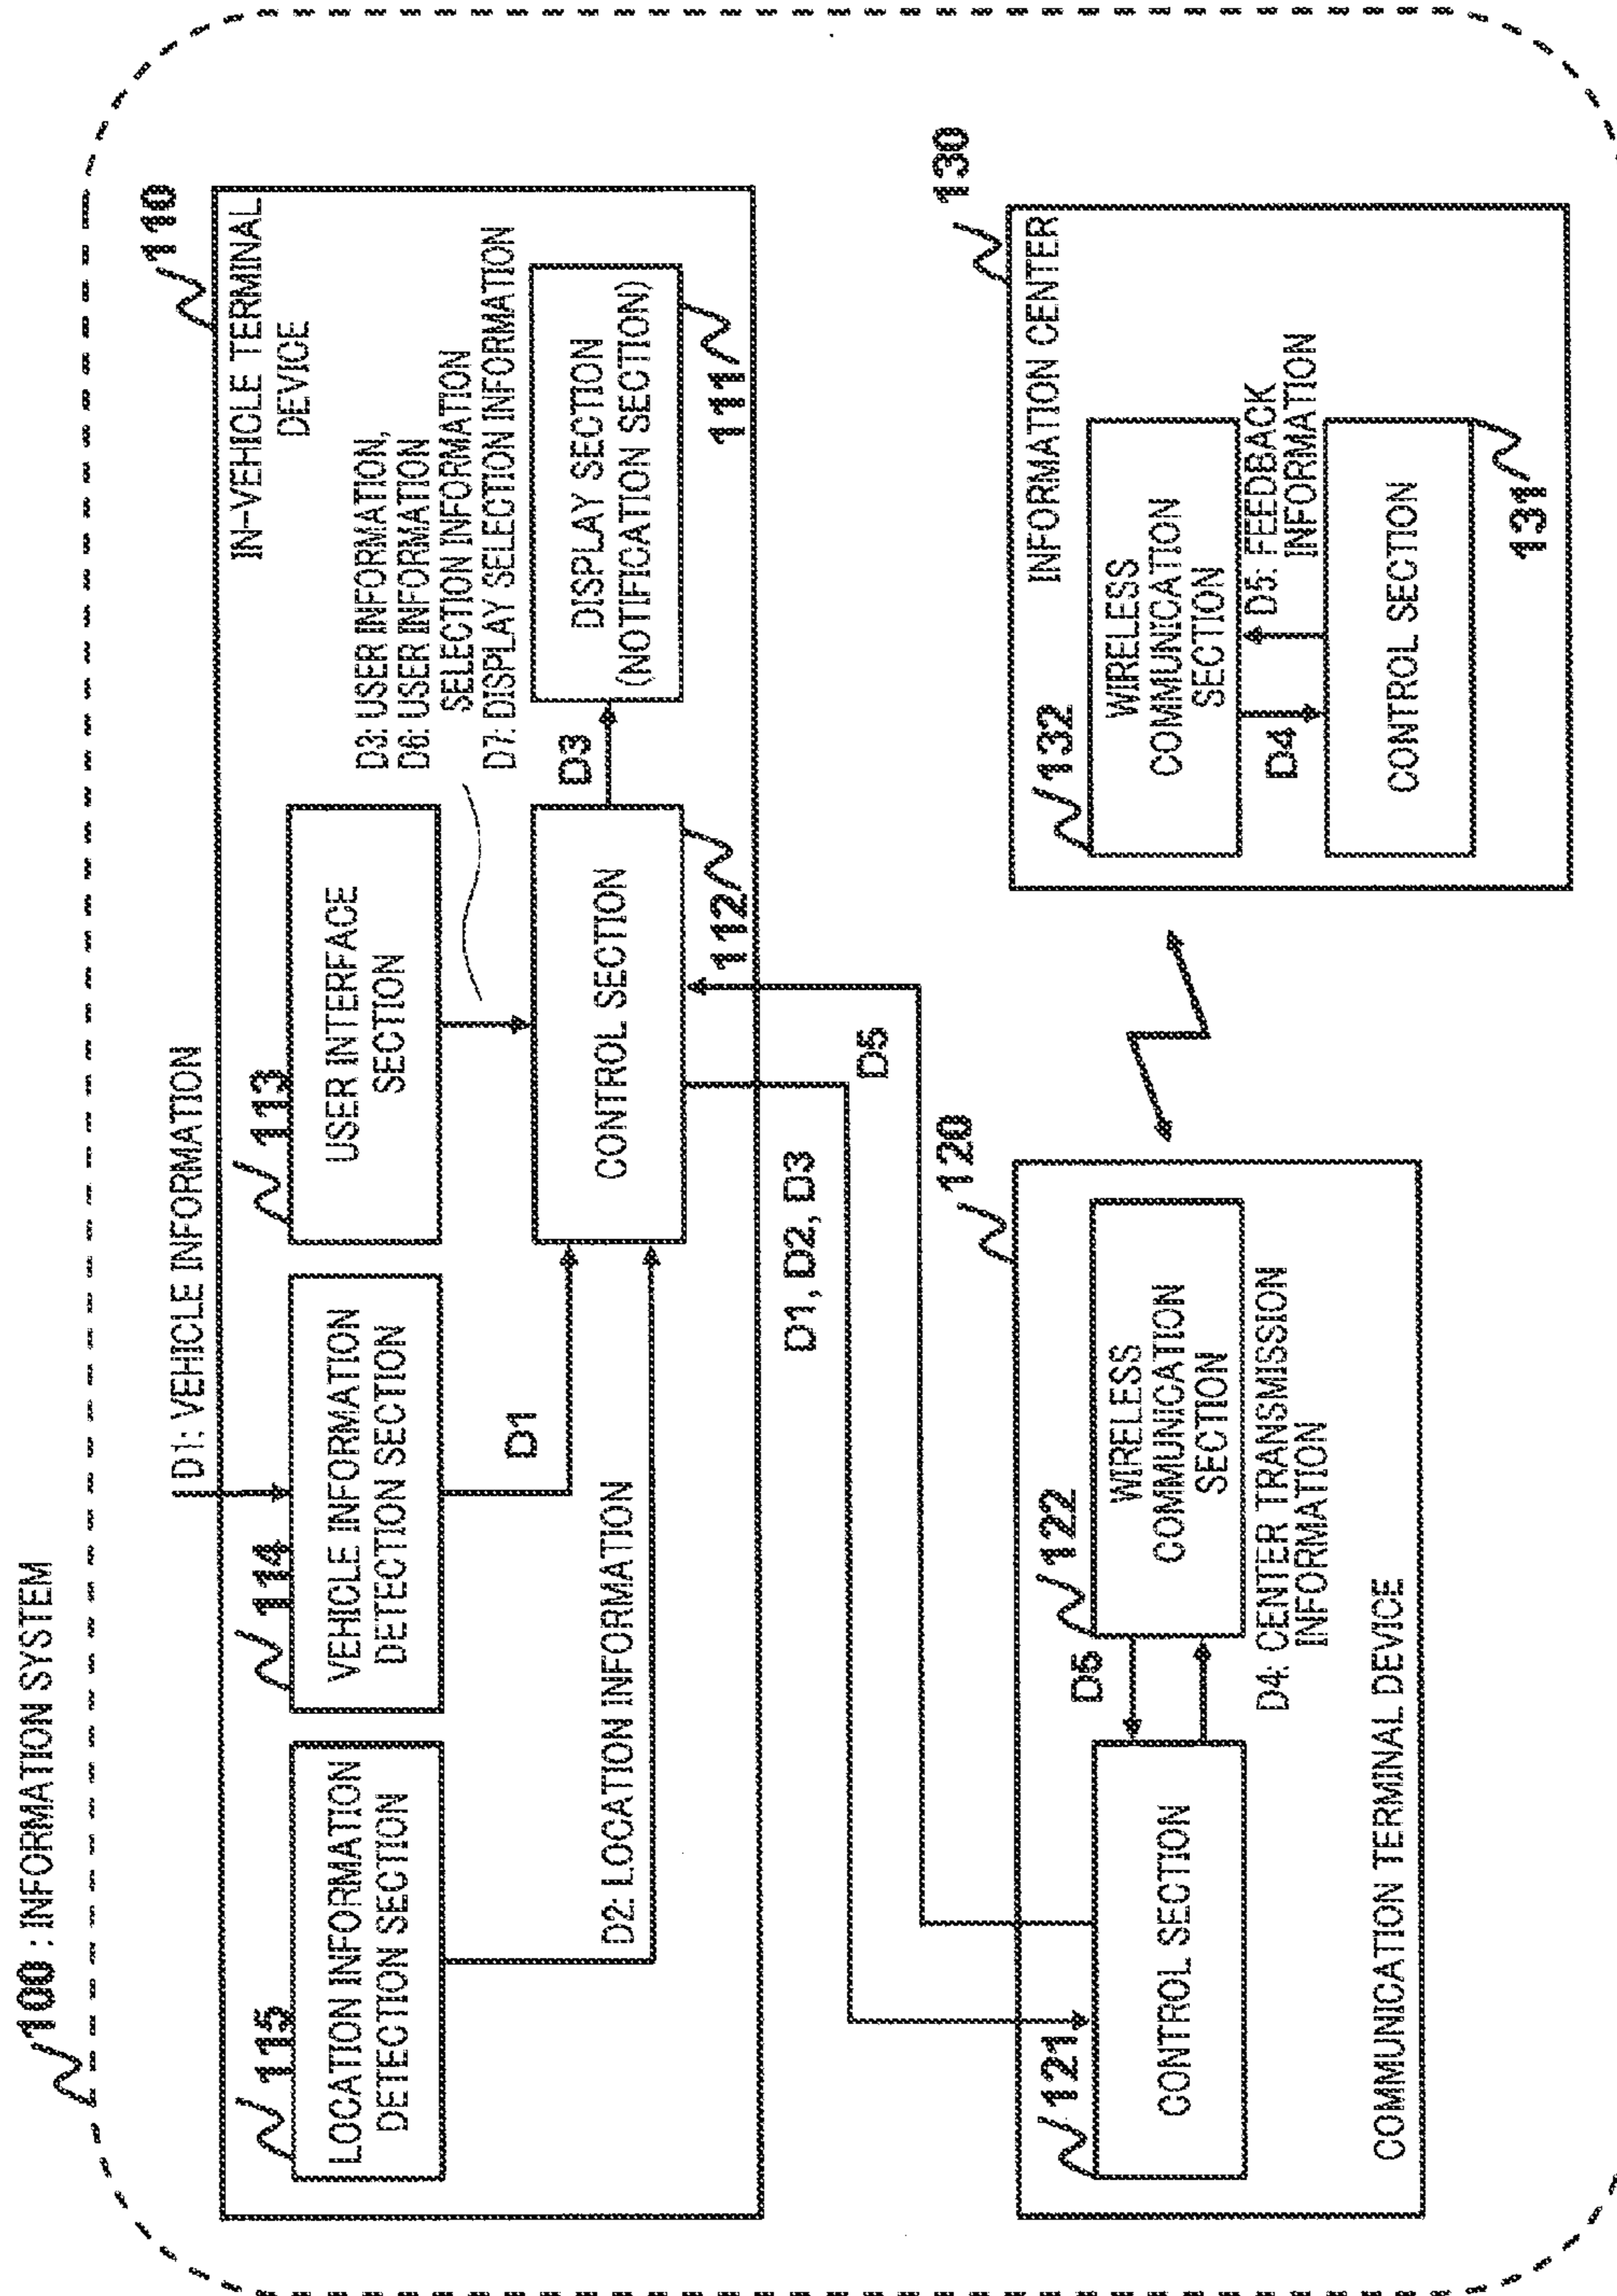 100 : INFORMATION SYSTEM
D1: VEHICLE INFORMATION
110
IN-VEHICLE TERMINAL
DEVICE
115
LOCATION INFORMATION
DETECTION SECTION
114
VEHICLE INFORMATION
DETECTION SECTION
113
USER INTERFACE
SECTION
D3: USER INFORMATION,
D6: USER INFORMATION
SELECTION INFORMATION
D7: DISPLAY SELECTION INFORMATION
D1
D2: LOCATION INFORMATION
CONTROL SECTION
112
D3
DISPLAY SECTION
(NOTIFICATION SECTION)
111
D1, D2, D3
D5
120
121
CONTROL SECTION
D5
122
WIRELESS
COMMUNICATION
SECTION
D4: CENTER TRANSMISSION
INFORMATION
COMMUNICATION TERMINAL DEVICE
130
INFORMATION CENTER
132
WIRELESS
COMMUNICATION
SECTION
D4
D5: FEEDBACK
INFORMATION
CONTROL SECTION
131